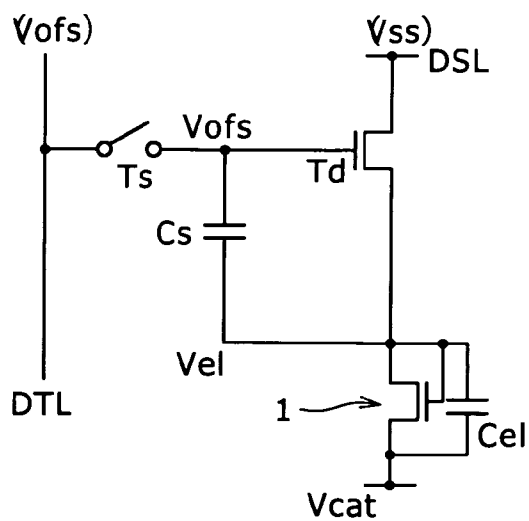 (Vofs)
(Vss)
DSL
Vofs
Ts
Td
Cs
Vel
DTL
1
Cel
Vcat